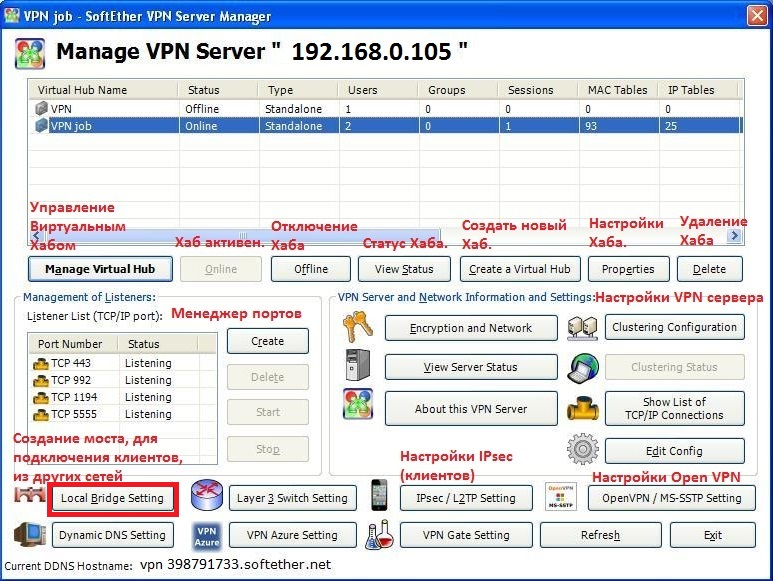 VPN job - SoftEther VPN Server Manager
Manage VPN Server " 192.168.0.105 "
Virtual Hub Name Status Type Users Groups Sessions MAC Tables IP Tables
VPN Offline Standalone 1 0 0 0 0
VPN job Online Standalone 2 0 1 93 25
Управление
Виртуальным
Хабом
Хаб активен.
Отключение
Хаба
Статус Хаба.
Создать новый
Хаб.
Настройки
Хаба.
Удаление
Хаба
Manage Virtual Hub Online Offline View Status Create a Virtual Hub Properties Delete
Management of Listeners:
Listener List (TCP/IP port):
Менеджер портов
Port Number Status
TCP 443 Listening
TCP 992 Listening
TCP 1194 Listening
TCP 5555 Listening
Create
Delete
Start
Stop
VPN Server and Network Information and Settings:
Настройки VPN сервера
Encryption and Network
Clustering Configuration
View Server Status
Clustering Status
About this VPN Server
Show List of
TCP/IP Connections
Edit Config
Создание моста, для
подключения клиентов,
из других сетей
Настройки IPsec
(клиентов)
Настройки Open VPN
Local Bridge Setting
Layer 3 Switch Setting
IPsec / L2TP Setting
OpenVPN
MS-SSTP
OpenVPN / MS-SSTP Setting
Dynamic DNS Setting
VPN
Azure
VPN Azure Setting
VPN Gate Setting
Refresh
Exit
Current DDNS Hostname: vpn 398791733.softether.net